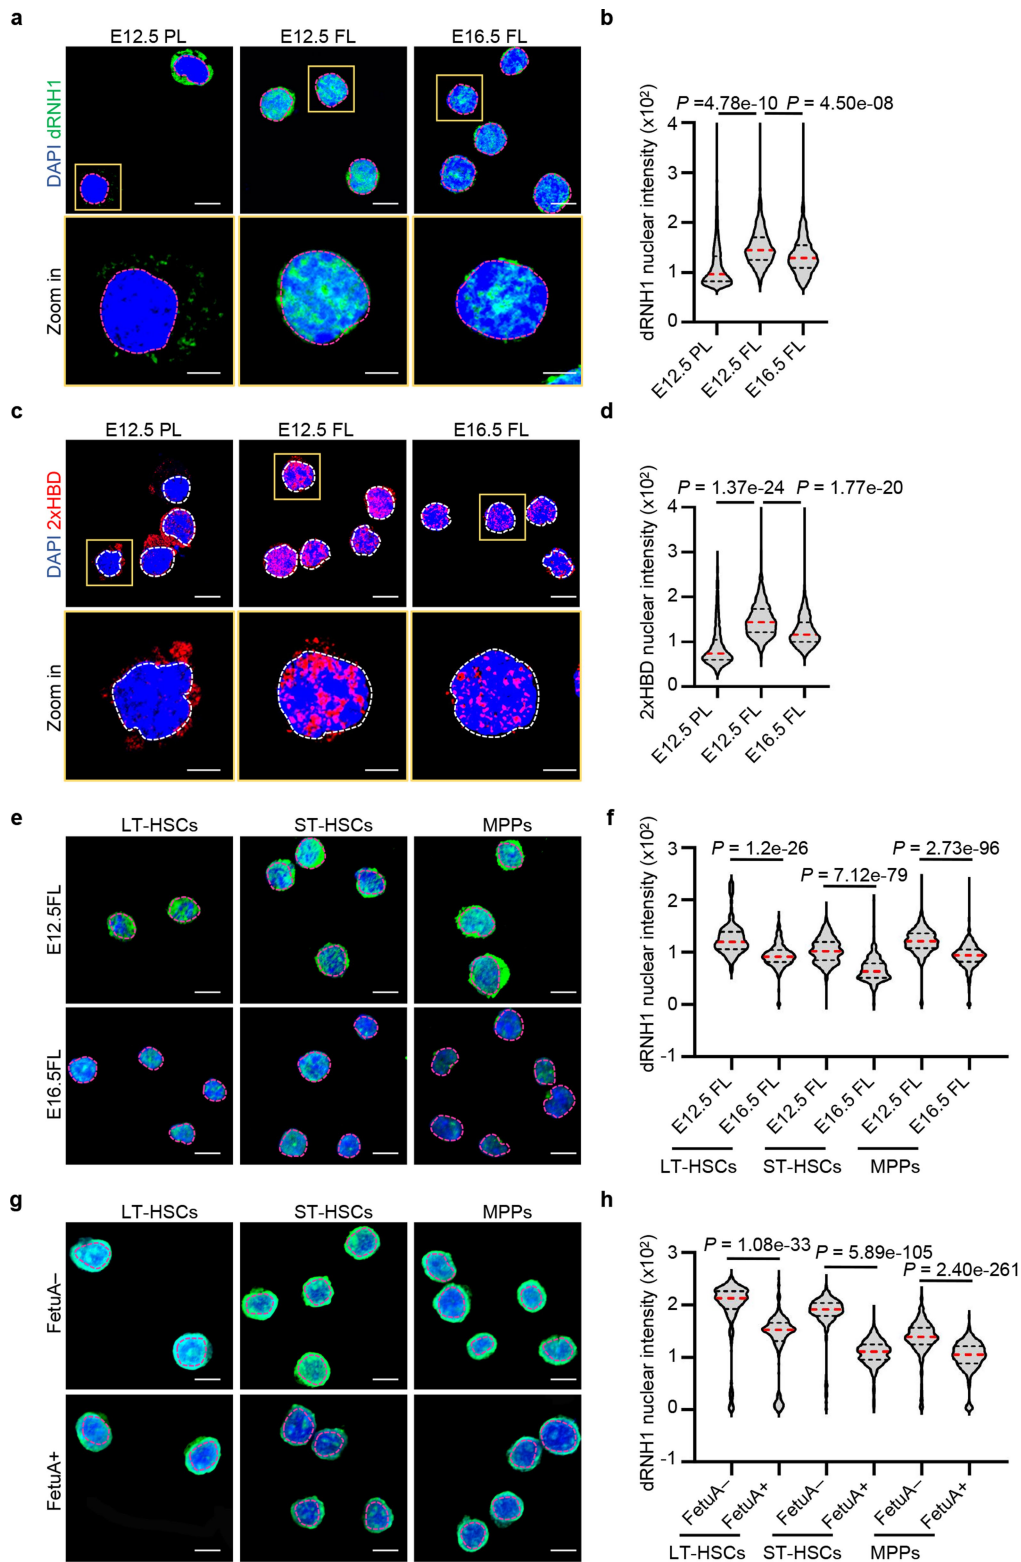 a
E12.5 PL
E12.5 FL
E16.5 FL
DAPI dRNH1
Zoom in
b
P =4.78e-10 P = 4.50e-08
dRNH1 nuclear intensity (x10²)
4
3
2
1
0
E12.5 PL
E12.5 FL
E16.5 FL
c
E12.5 PL
E12.5 FL
E16.5 FL
DAPI 2xHBD
Zoom in
d
P = 1.37e-24 P = 1.77e-20
2xHBD nuclear intensity (x10²)
4
3
2
1
0
E12.5 PL
E12.5 FL
E16.5 FL
e
LT-HSCs
ST-HSCs
MPPs
E12.5FL
E16.5FL
f
P = 1.2e-26
P = 2.73e-96
P = 7.12e-79
dRNH1 nuclear intensity (x10²)
3
2
1
0
-1
E12.5 FL
E16.5 FL
E12.5 FL
E16.5 FL
E12.5 FL
E16.5 FL
LT-HSCs
ST-HSCs
MPPs
g
LT-HSCs
ST-HSCs
MPPs
FetuA–
FetuA+
h
P = 1.08e-33
P = 5.89e-105
P = 2.40e-261
dRNH1 nuclear intensity (x10²)
3
2
1
0
-1
FetuA–
FetuA+
FetuA–
FetuA+
FetuA–
FetuA+
LT-HSCs
ST-HSCs
MPPs